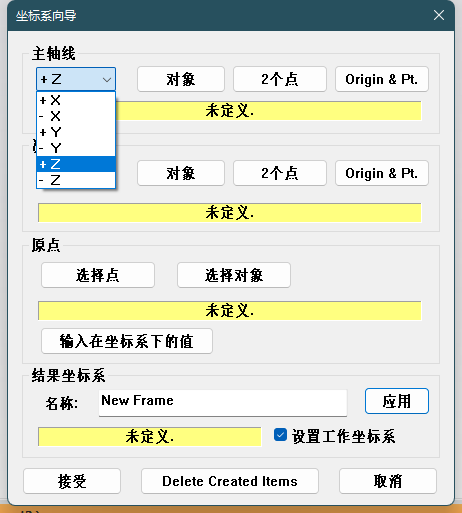 坐标系向导
主轴线
+ Z
对象
2个点
Origin & Pt.
+ X
- X
+ Y
- Y
+ Z
- Z
未定义.
对象
2个点
Origin & Pt.
未定义.
原点
选择点
选择对象
未定义.
输入在坐标系下的值
结果坐标系
名称:
New Frame
应用
未定义.
设置工作坐标系
接受
Delete Created Items
取消